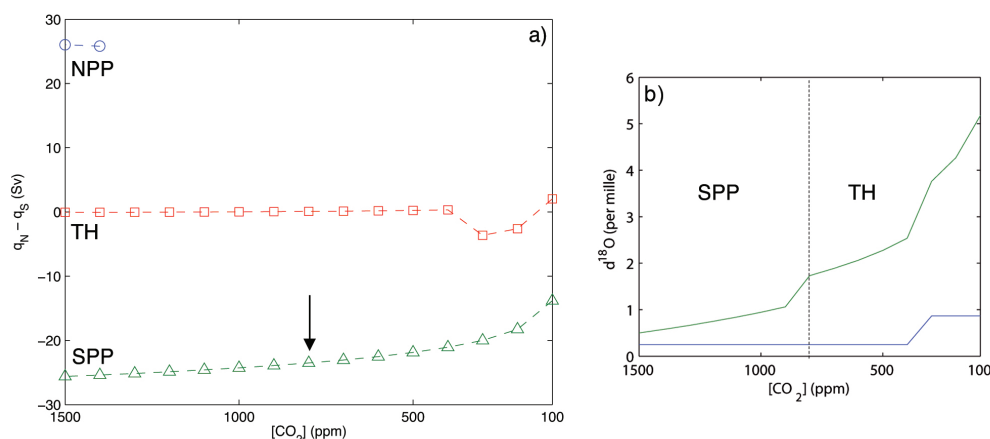 a)
30
20
10
0
−10
−20
−30
q_N − q_S (Sv)
NPP
TH
SPP
1500
1000
500
100
[CO₂] (ppm)
b)
6
5
4
3
2
1
0
d¹⁸O (per mille)
SPP
TH
1500
1000
500
100
[CO₂] (ppm)